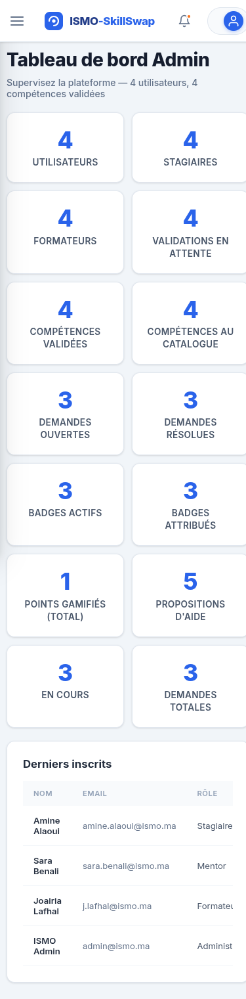 ISMO-SkillSwap
Tableau de bord Admin
Supervisez la plateforme — 4 utilisateurs, 4
compétences validées
4
UTILISATEURS
4
STAGIAIRES
4
FORMATEURS
4
VALIDATIONS EN
ATTENTE
4
COMPÉTENCES
VALIDÉES
4
COMPÉTENCES AU
CATALOGUE
3
DEMANDES
OUVERTES
3
DEMANDES
RÉSOLUES
3
BADGES ACTIFS
3
BADGES
ATTRIBUÉS
1
POINTS GAMIFIÉS
(TOTAL)
5
PROPOSITIONS
D'AIDE
3
EN COURS
3
DEMANDES
TOTALES
Derniers inscrits
NOM EMAIL RÔLE
Amine
Alaoui
amine.alaoui@ismo.ma Stagiaire
Sara
Benali
sara.benali@ismo.ma Mentor
Joairia
Lafhal
j.lafhal@ismo.ma Formateu
ISMO
Admin
admin@ismo.ma Administ